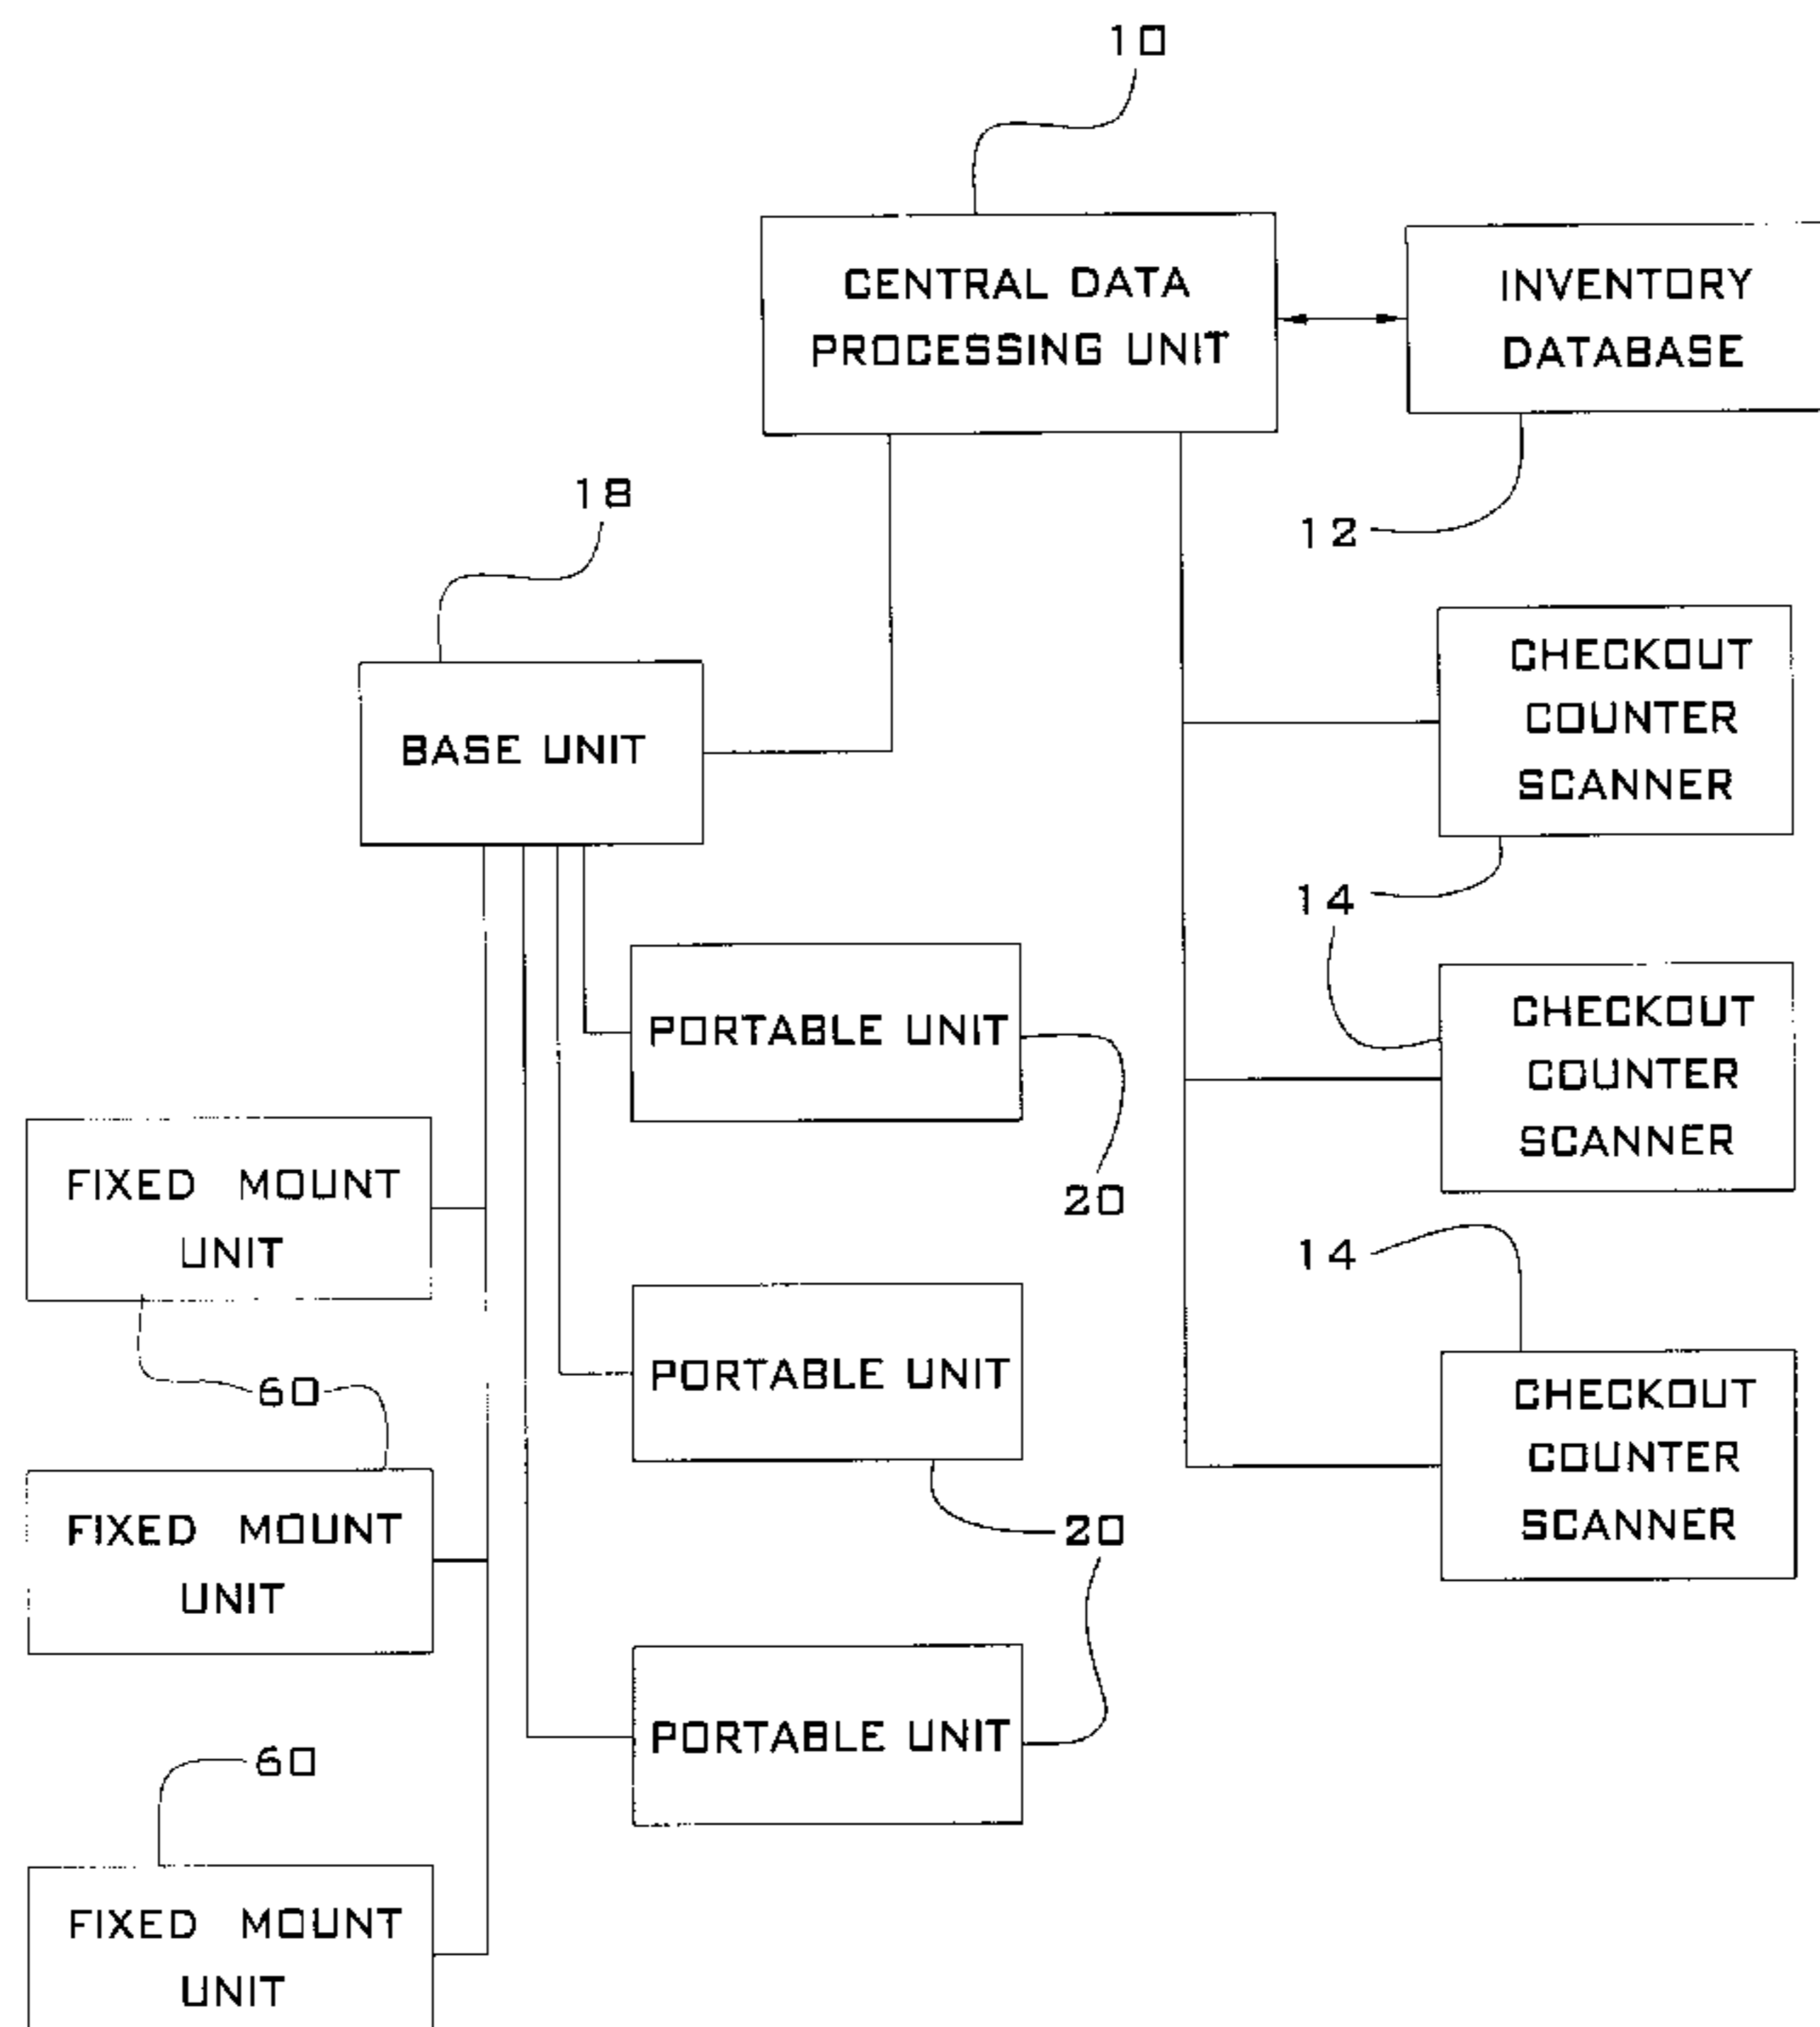 10
CENTRAL DATA
PROCESSING UNIT
INVENTORY
DATABASE
12
18
BASE UNIT
CHECKOUT
COUNTER
SCANNER
14
CHECKOUT
COUNTER
SCANNER
14
CHECKOUT
COUNTER
SCANNER
PORTABLE UNIT
20
PORTABLE UNIT
20
PORTABLE UNIT
FIXED MOUNT
UNIT
60
FIXED MOUNT
UNIT
60
FIXED MOUNT
UNIT